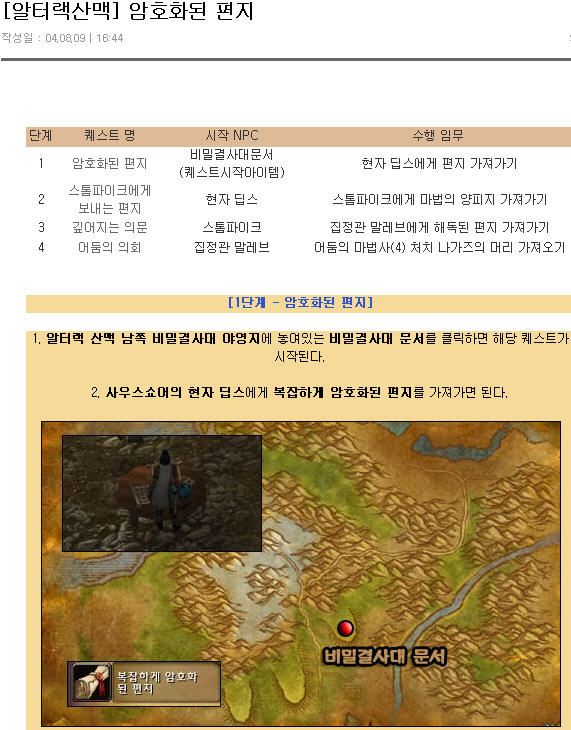 [알터랙산맥] 암호화된 편지
작성일 : 04.08.09 | 16:44
단계 퀘스트 명 시작 NPC 수행 임무
1 암호화된 편지 비밀결사대문서 (퀘스트시작아이템) 현자 딥스에게 편지 가져가기
2 스톰파이크에게 보내는 편지 현자 딥스 스톰파이크에게 마법의 양피지 가져가기
3 깊어지는 의문 스톰파이크 집정관 말레브에게 해독된 편지 가져가기
4 어둠의 의회 집정관 말레브 어둠의 마법사(4) 처치 나가즈의 머리 가져오기
[1단계 - 암호화된 편지]
1. 알터랙 산맥 남쪽 비밀결사대 야영지에 놓여있는 비밀결사대 문서를 클릭하면 해당 퀘스트가
시작된다.
2. 사우스쇼어의 현자 딥스에게 복잡하게 암호화된 편지를 가져가면 된다.
비밀결사대 문서
복잡하게 암호화
된 편지